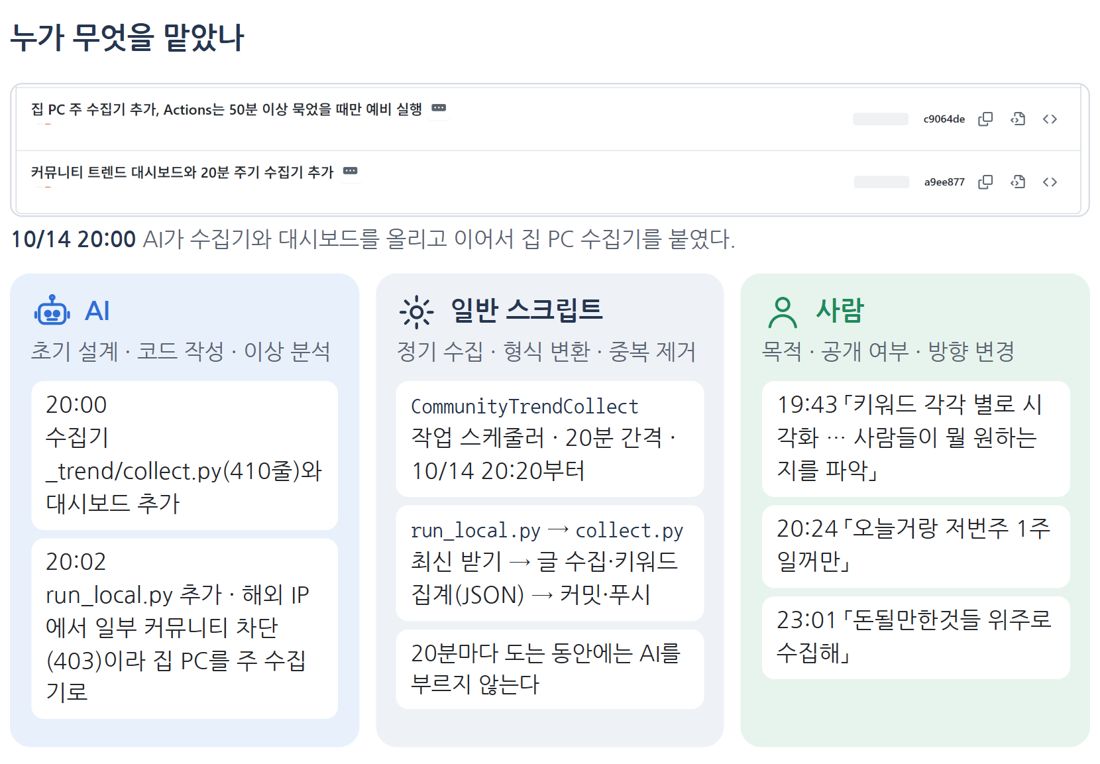 누가 무엇을 맡았나
집 PC 주 수집기 추가, Actions는 50분 이상 묵었을 때만 예비 실행
c9064de
커뮤니티 트렌드 대시보드와 20분 주기 수집기 추가
a9ee877
10/14 20:00 AI가 수집기와 대시보드를 올리고 이어서 집 PC 수집기를 붙였다.
AI
초기 설계 · 코드 작성 · 이상 분석
20:00
수집기
_trend/collect.py(410줄)와
대시보드 추가
20:02
run_local.py 추가 · 해외 IP
에서 일부 커뮤니티 차단
(403)이라 집 PC를 주 수집
기로
일반 스크립트
정기 수집 · 형식 변환 · 중복 제거
CommunityTrendCollect
작업 스케줄러 · 20분 간격 ·
10/14 20:20부터
run_local.py → collect.py
최신 받기 → 글 수집·키워드
집계(JSON) → 커밋·푸시
20분마다 도는 동안에는 AI를
부르지 않는다
사람
목적 · 공개 여부 · 방향 변경
19:43 「키워드 각각 별로 시
각화 … 사람들이 뭘 원하는
지를 파악」
20:24 「오늘거랑 저번주 1주
일꺼만」
23:01 「돈될만한것들 위주로
수집해」